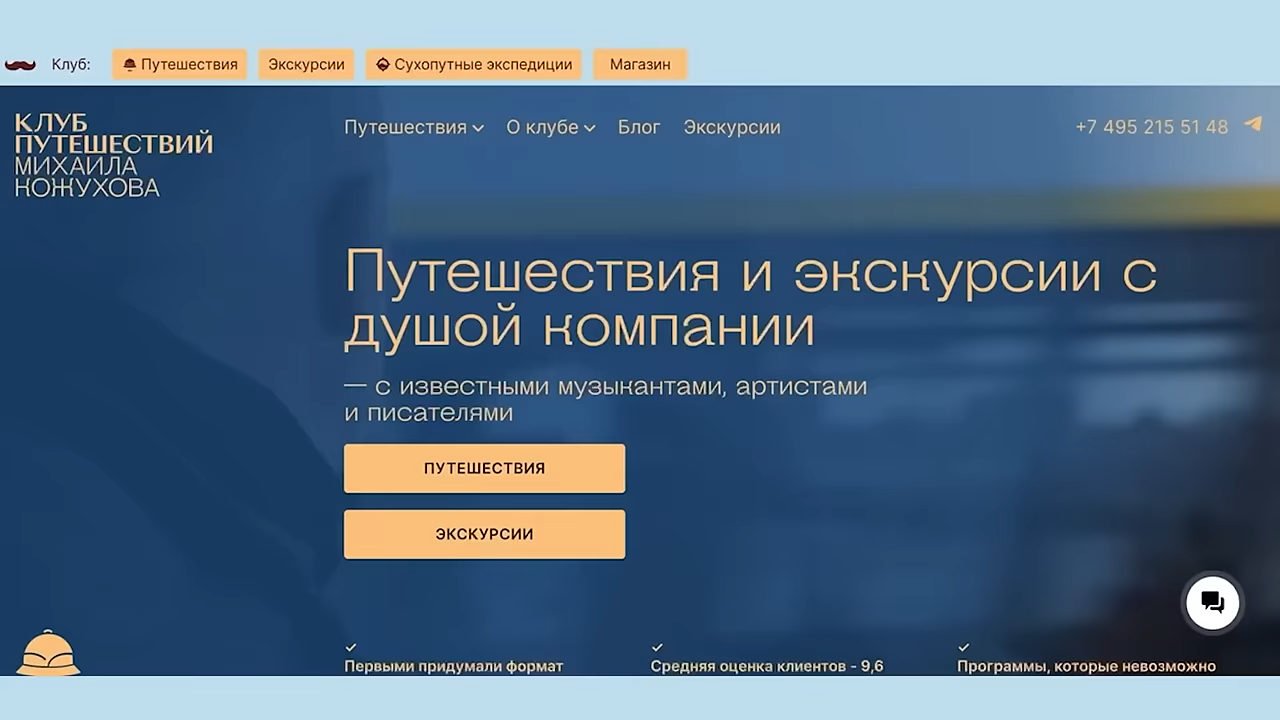 Клуб: Путешествия Экскурсии Сухопутные экспедиции Магазин
КЛУБ
ПУТЕШЕСТВИЙ
МИХАИЛА
КОЖУХОВА
Путешествия О клубе Блог Экскурсии +7 495 215 51 48
Путешествия и экскурсии с
душой компании
— с известными музыкантами, артистами
и писателями
ПУТЕШЕСТВИЯ
ЭКСКУРСИИ
Первыми придумали формат Средняя оценка клиентов - 9,6 Программы, которые невозможно